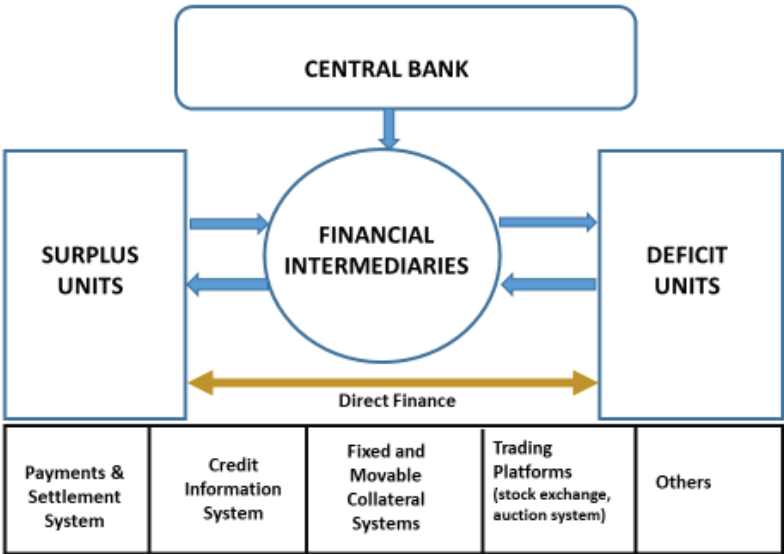 CENTRAL BANK
SURPLUS
UNITS
FINANCIAL
INTERMEDIARIES
DEFICIT
UNITS
Direct Finance
Payments &
Settlement
System
Credit
Information
System
Fixed and
Movable
Collateral
Systems
Trading
Platforms
(stock exchange,
auction system)
Others